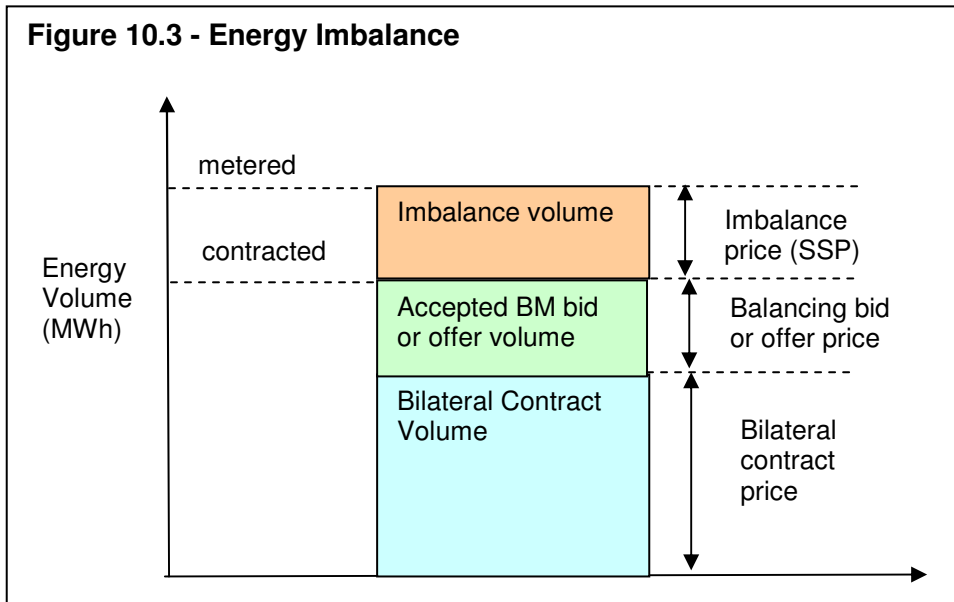 Figure 10.3 - Energy Imbalance
metered
Imbalance volume
Imbalance
price (SSP)
contracted
Energy
Volume
(MWh)
Accepted BM bid
or offer volume
Balancing bid
or offer price
Bilateral Contract
Volume
Bilateral
contract
price